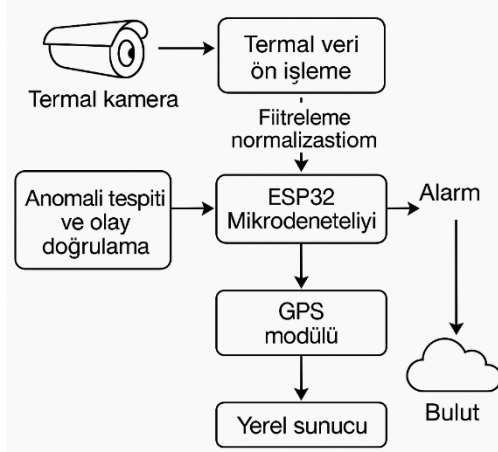 Termal kamera
Termal veri
ön işleme
Fiitreleme
normalizastiom
Anomali tespiti
ve olay
doğrulama
ESP32
Mikrodeneteliyi
Alarm
GPS
modülü
Bulut
Yerel sunucu